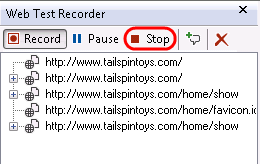 Web Test Recorder
Record Pause Stop
http://www.tailspintoys.com/
http://www.tailspintoys.com/
http://www.tailspintoys.com/home/show
http://www.tailspintoys.com/home/favicon.ic
http://www.tailspintoys.com/home/show